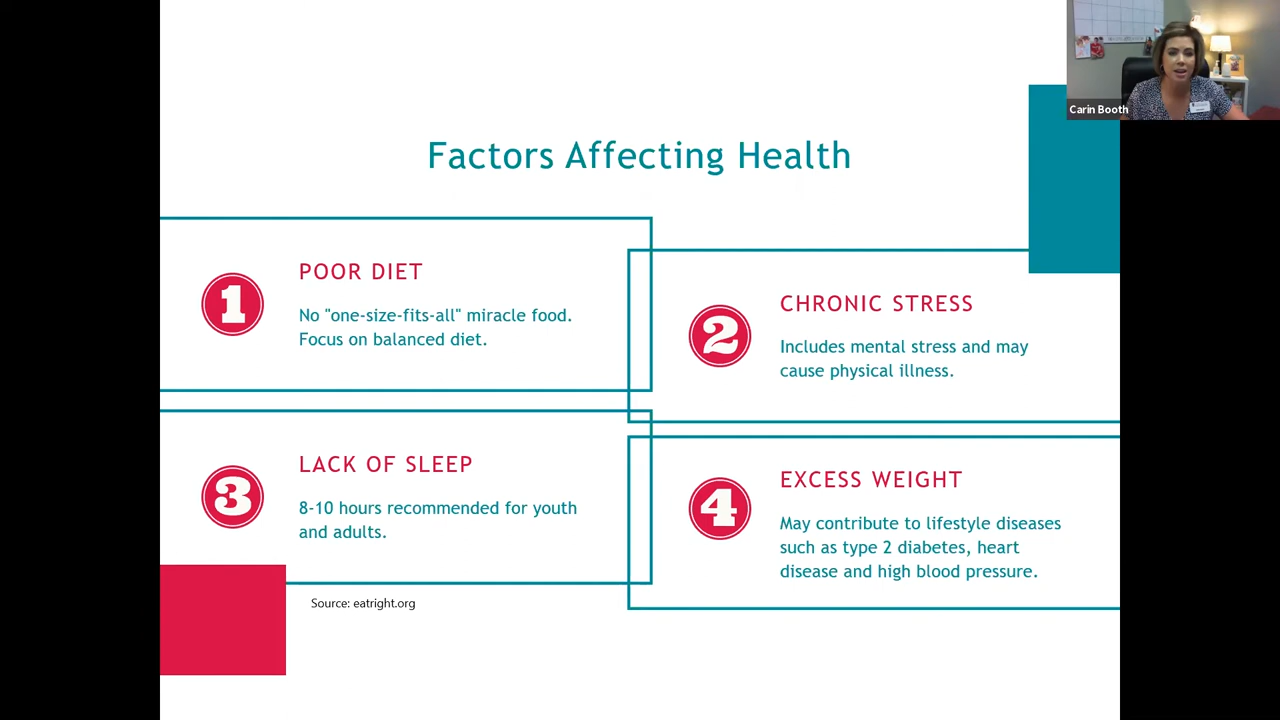 Carin Booth
Factors Affecting Health
1
POOR DIET
No "one-size-fits-all" miracle food.
Focus on balanced diet.
2
CHRONIC STRESS
Includes mental stress and may
cause physical illness.
3
LACK OF SLEEP
8-10 hours recommended for youth
and adults.
4
EXCESS WEIGHT
May contribute to lifestyle diseases
such as type 2 diabetes, heart
disease and high blood pressure.
Source: eatright.org